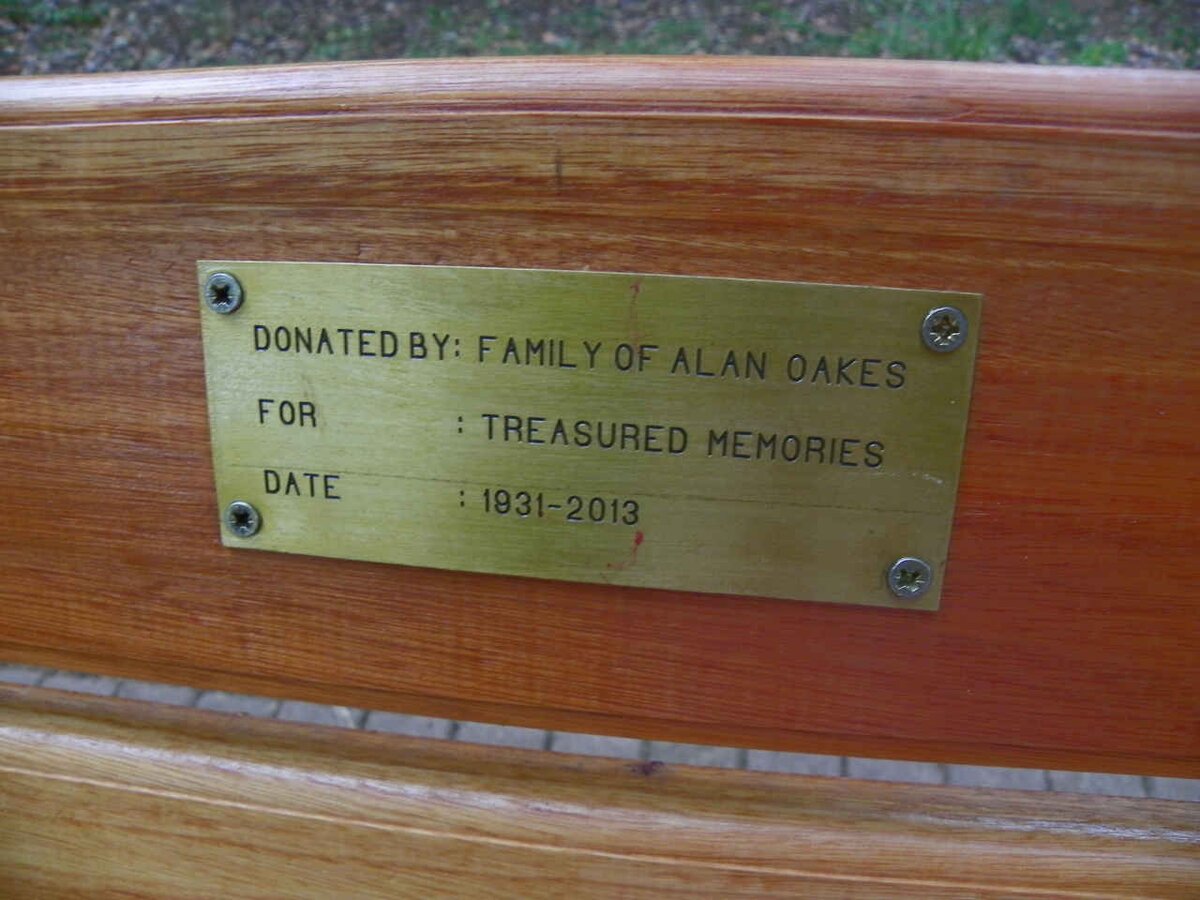 DONATED BY: FAMILY OF ALAN OAKES
FOR : TREASURED MEMORIES
DATE : 1931-2013